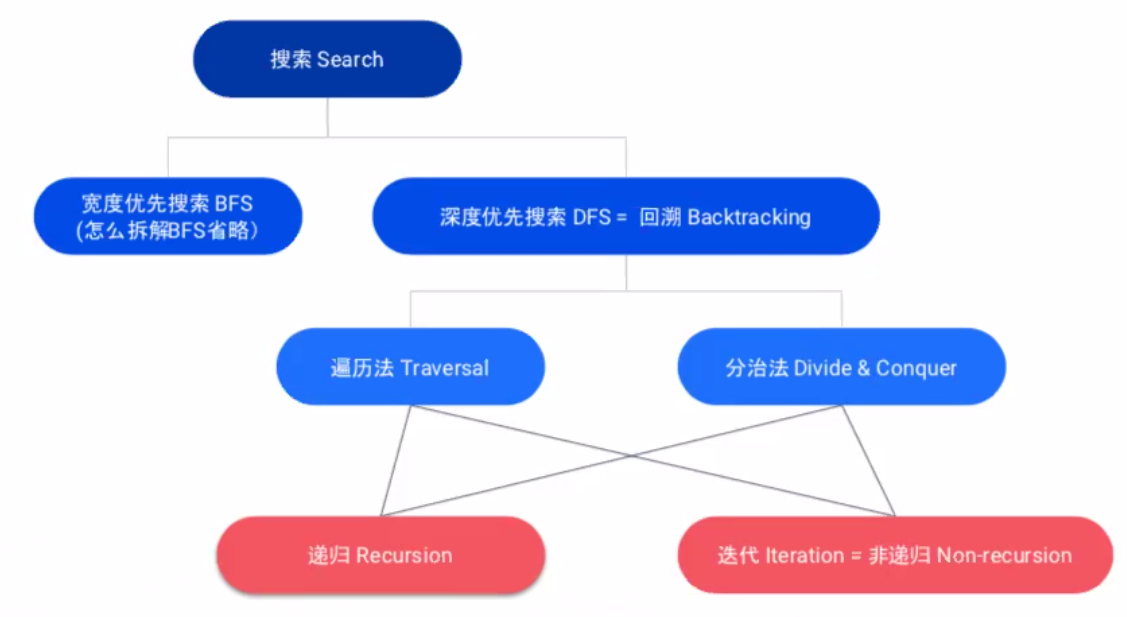 搜索 Search
宽度优先搜索 BFS
(怎么拆解BFS省略）
深度优先搜索 DFS = 回溯 Backtracking
遍历法 Traversal
分治法 Divide & Conquer
递归 Recursion
迭代 Iteration = 非递归 Non-recursion